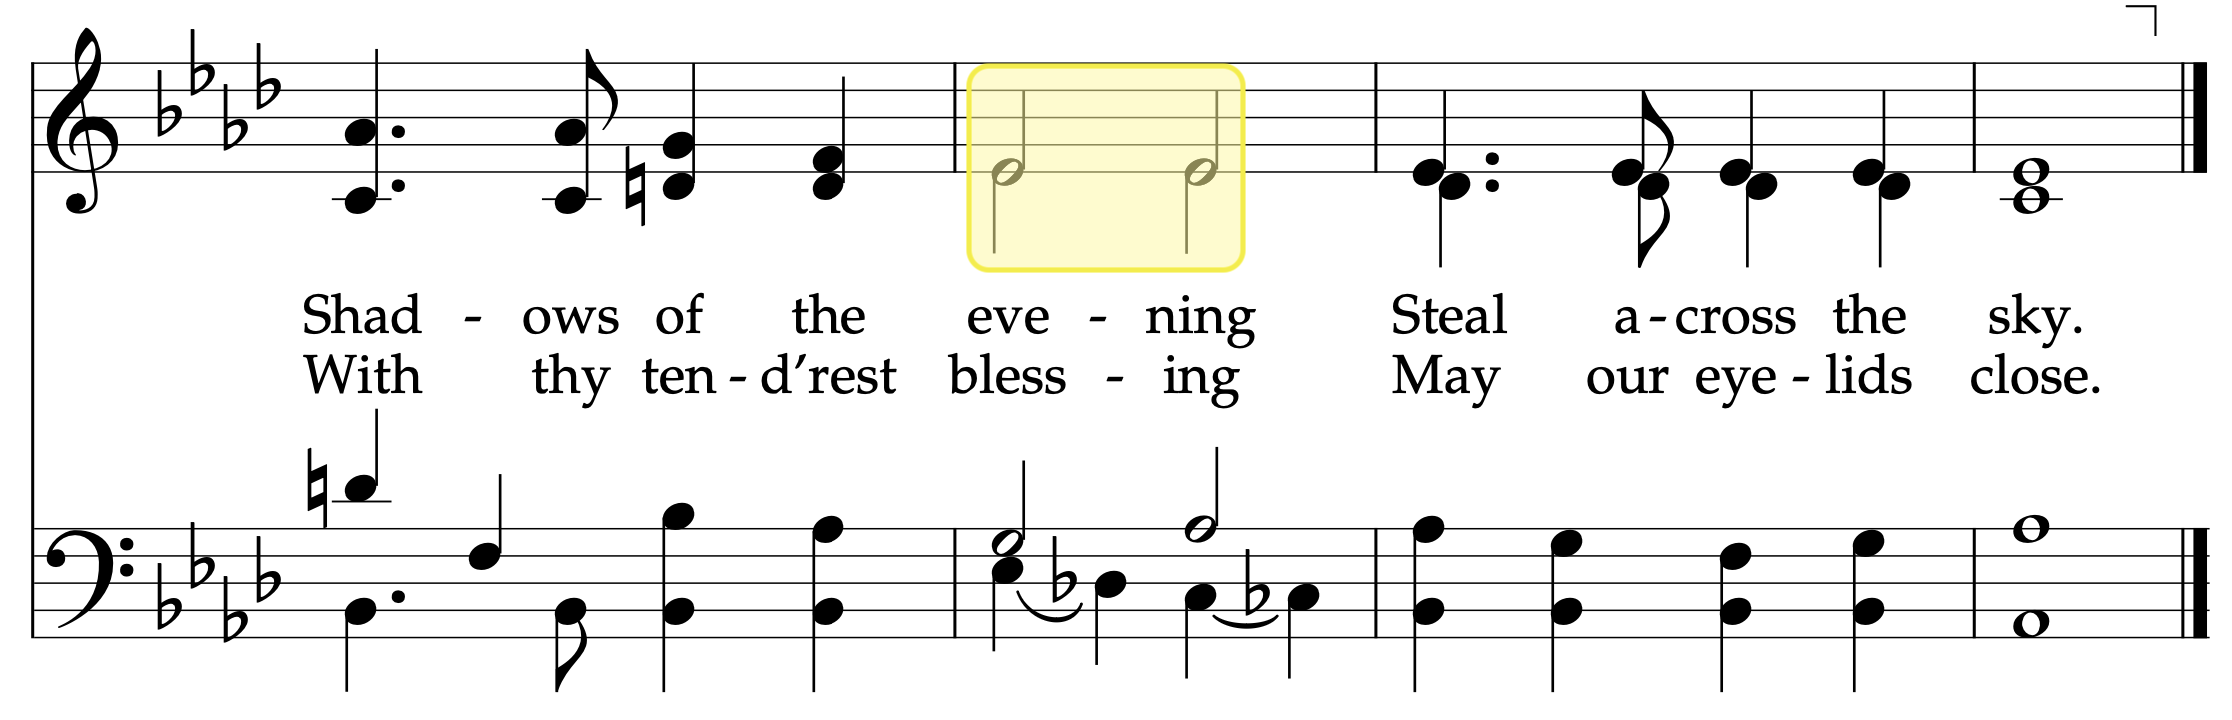 Shad - ows of the eve - ning Steal a - cross the sky.
With thy ten - d’rest bless - ing May our eye - lids close.